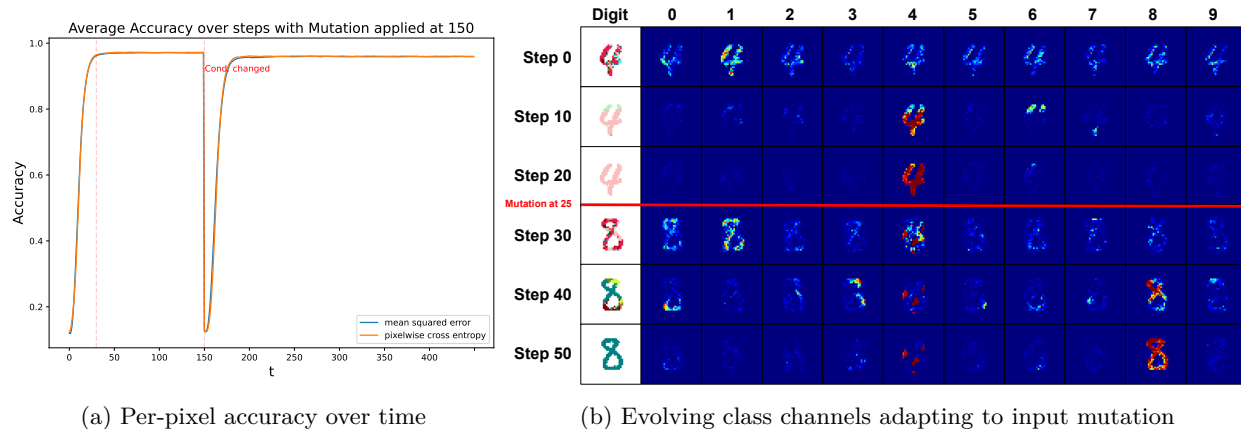 Average Accuracy over steps with Mutation applied at 150
1.0
0.8
0.6
0.4
0.2
Accuracy
Cond. changed
mean squared error
pixelwise cross entropy
0 50 100 150 200 250 300 350 400
t
(a) Per-pixel accuracy over time
Digit 0 1 2 3 4 5 6 7 8 9
Step 0
Step 10
Step 20
Mutation at 25
Step 30
Step 40
Step 50
(b) Evolving class channels adapting to input mutation